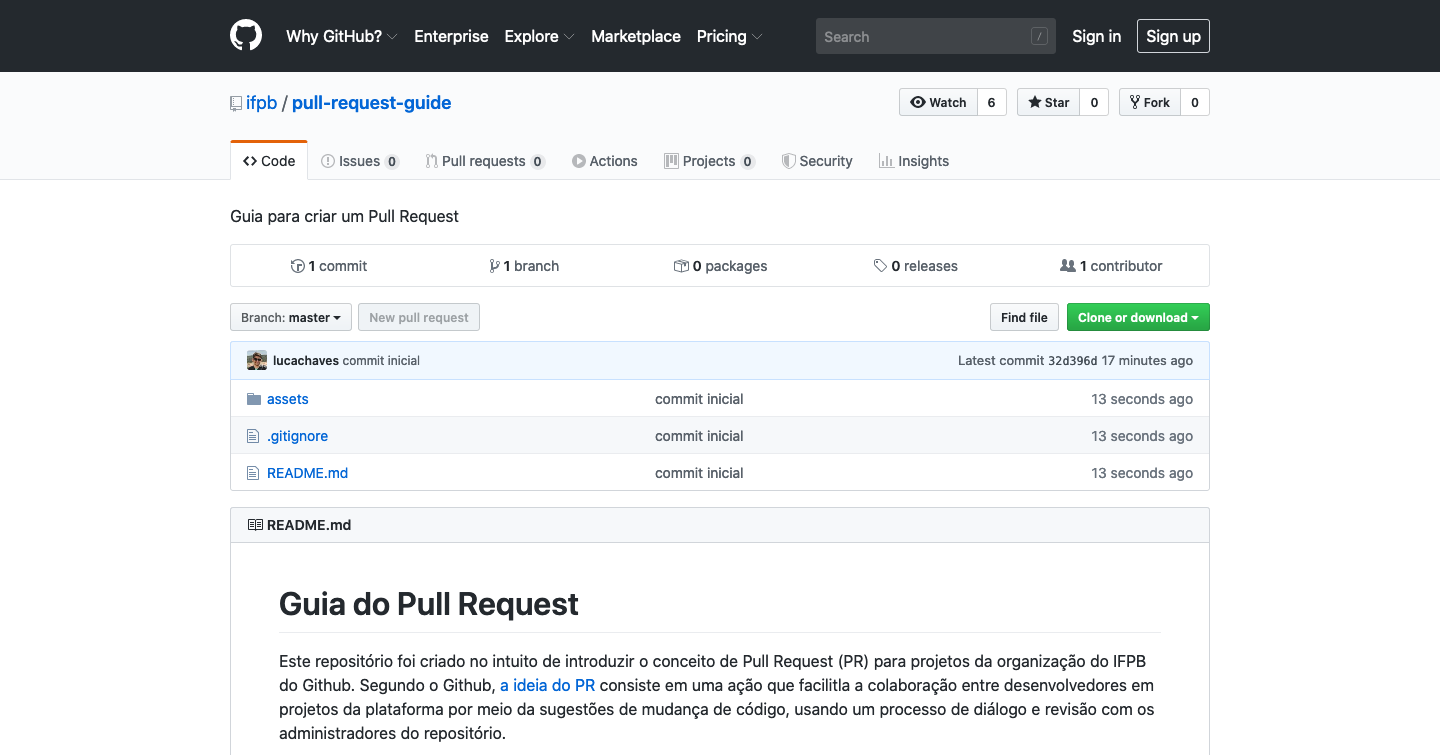 Why GitHub? Enterprise Explore Marketplace Pricing Search / Sign in Sign up
ifpb / pull-request-guide Watch 6 Star 0 Fork 0
Code Issues 0 Pull requests 0 Actions Projects 0 Security Insights
Guia para criar um Pull Request
1 commit 1 branch 0 packages 0 releases 1 contributor
Branch: master New pull request Find file Clone or download
lucachaves commit inicial Latest commit 32d396d 17 minutes ago
assets commit inicial 13 seconds ago
.gitignore commit inicial 13 seconds ago
README.md commit inicial 13 seconds ago
README.md
Guia do Pull Request
Este repositório foi criado no intuito de introduzir o conceito de Pull Request (PR) para projetos da organização do IFPB
do Github. Segundo o Github, a ideia do PR consiste em uma ação que facilitla a colaboração entre desenvolvedores em
projetos da plataforma por meio da sugestões de mudança de código, usando um processo de diálogo e revisão com os
administradores do repositório.